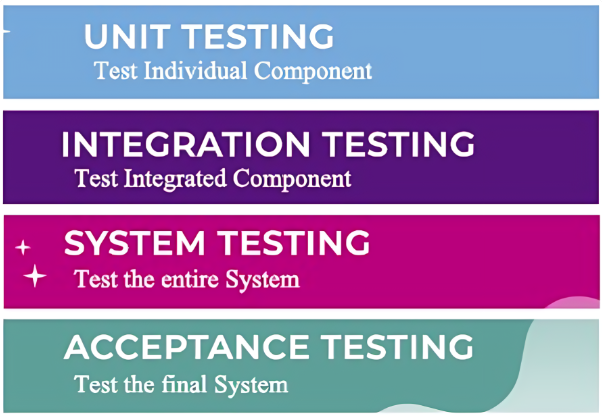 UNIT TESTING
Test Individual Component
INTEGRATION TESTING
Test Integrated Component
SYSTEM TESTING
Test the entire System
ACCEPTANCE TESTING
Test the final System